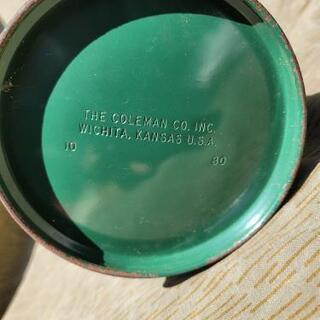 THE COLEMAN CO. INC.
WICHITA, KANSAS U.S.A.
10 80